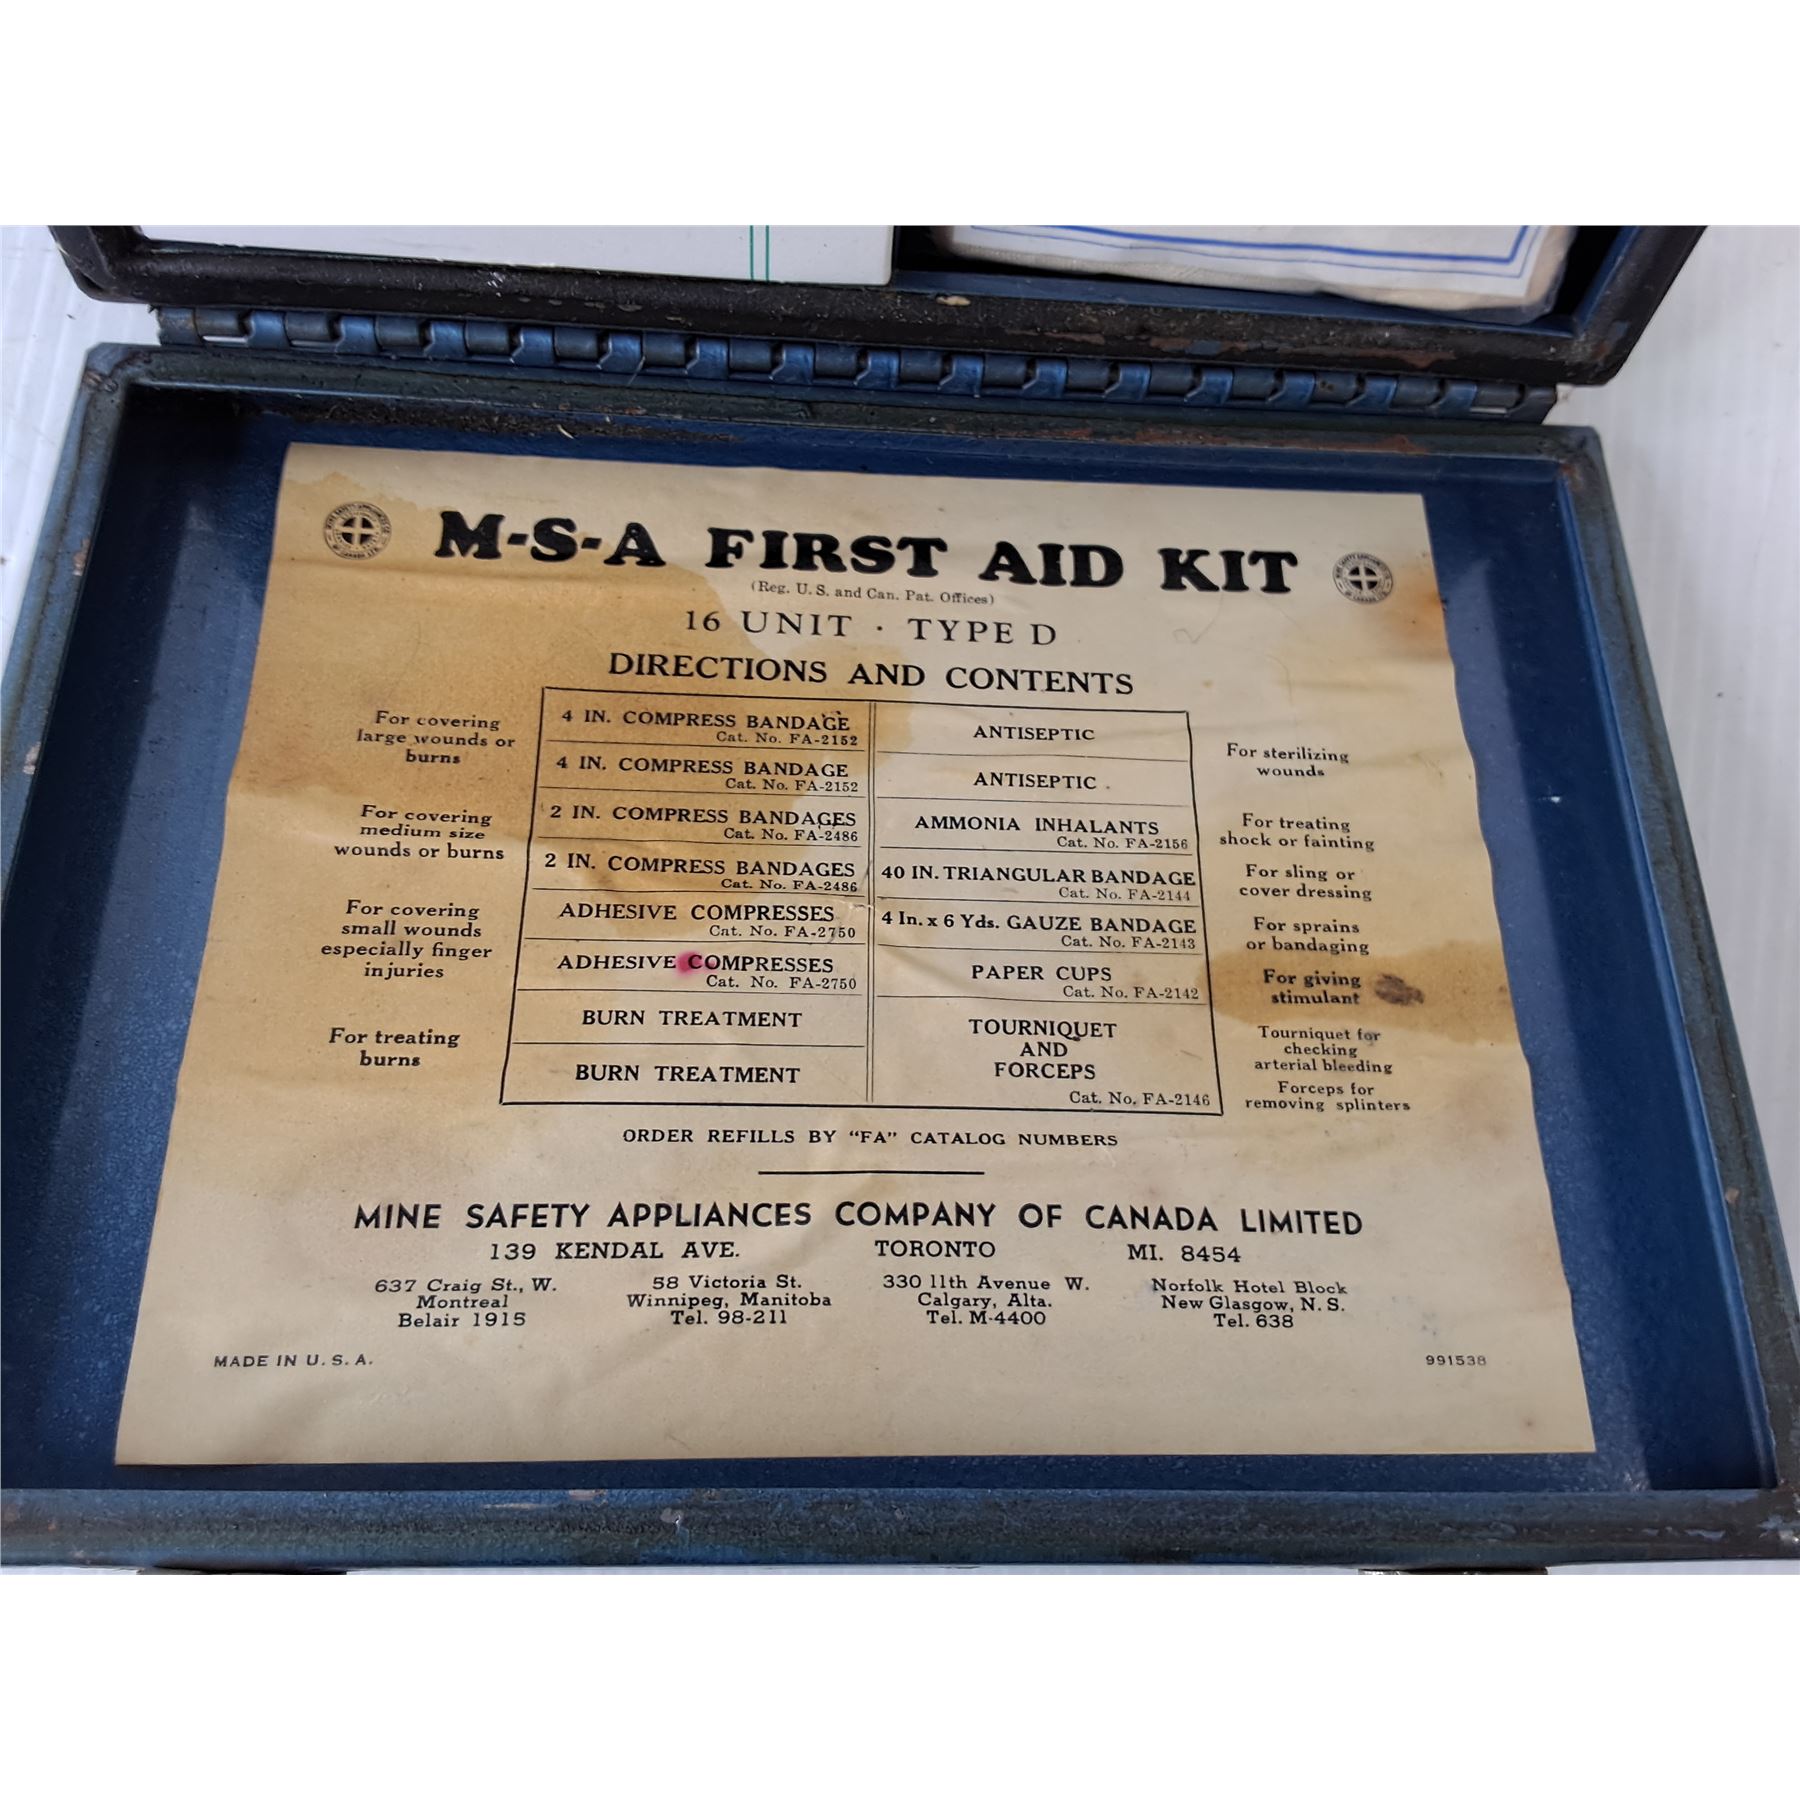 M-S-A FIRST AID KIT
(Reg. U. S. and Can. Pat. Offices)
16 UNIT · TYPE D
DIRECTIONS AND CONTENTS
For covering
large wounds or
burns
4 IN. COMPRESS BANDAGE
Cat. No. FA-2152
4 IN. COMPRESS BANDAGE
Cat. No. FA-2152
For covering
medium size
wounds or burns
2 IN. COMPRESS BANDAGES
Cat. No. FA-2486
2 IN. COMPRESS BANDAGES
Cat. No. FA-2486
For covering
small wounds
especially finger
injuries
ADHESIVE COMPRESSES
Cat. No. FA-2750
ADHESIVE COMPRESSES
Cat. No. FA-2750
For treating
burns
BURN TREATMENT
BURN TREATMENT
ANTISEPTIC
ANTISEPTIC
For sterilizing
wounds
AMMONIA INHALANTS
Cat. No. FA-2156
For treating
shock or fainting
40 IN. TRIANGULAR BANDAGE
Cat. No. FA-2144
For sling or
cover dressing
4 In. x 6 Yds. GAUZE BANDAGE
Cat. No. FA-2143
For sprains
or bandaging
PAPER CUPS
Cat. No. FA-2142
For giving
stimulant
TOURNIQUET
AND
FORCEPS
Cat. No. FA-2146
Tourniquet for
checking
arterial bleeding
Forceps for
removing splinters
ORDER REFILLS BY "FA" CATALOG NUMBERS
MINE SAFETY APPLIANCES COMPANY OF CANADA LIMITED
139 KENDAL AVE. TORONTO MI. 8454
637 Craig St., W.
Montreal
Belair 1915
58 Victoria St.
Winnipeg, Manitoba
Tel. 98-211
330 11th Avenue W.
Calgary, Alta.
Tel. M-4400
Norfolk Hotel Block
New Glasgow, N. S.
Tel. 638
MADE IN U. S. A.
991538